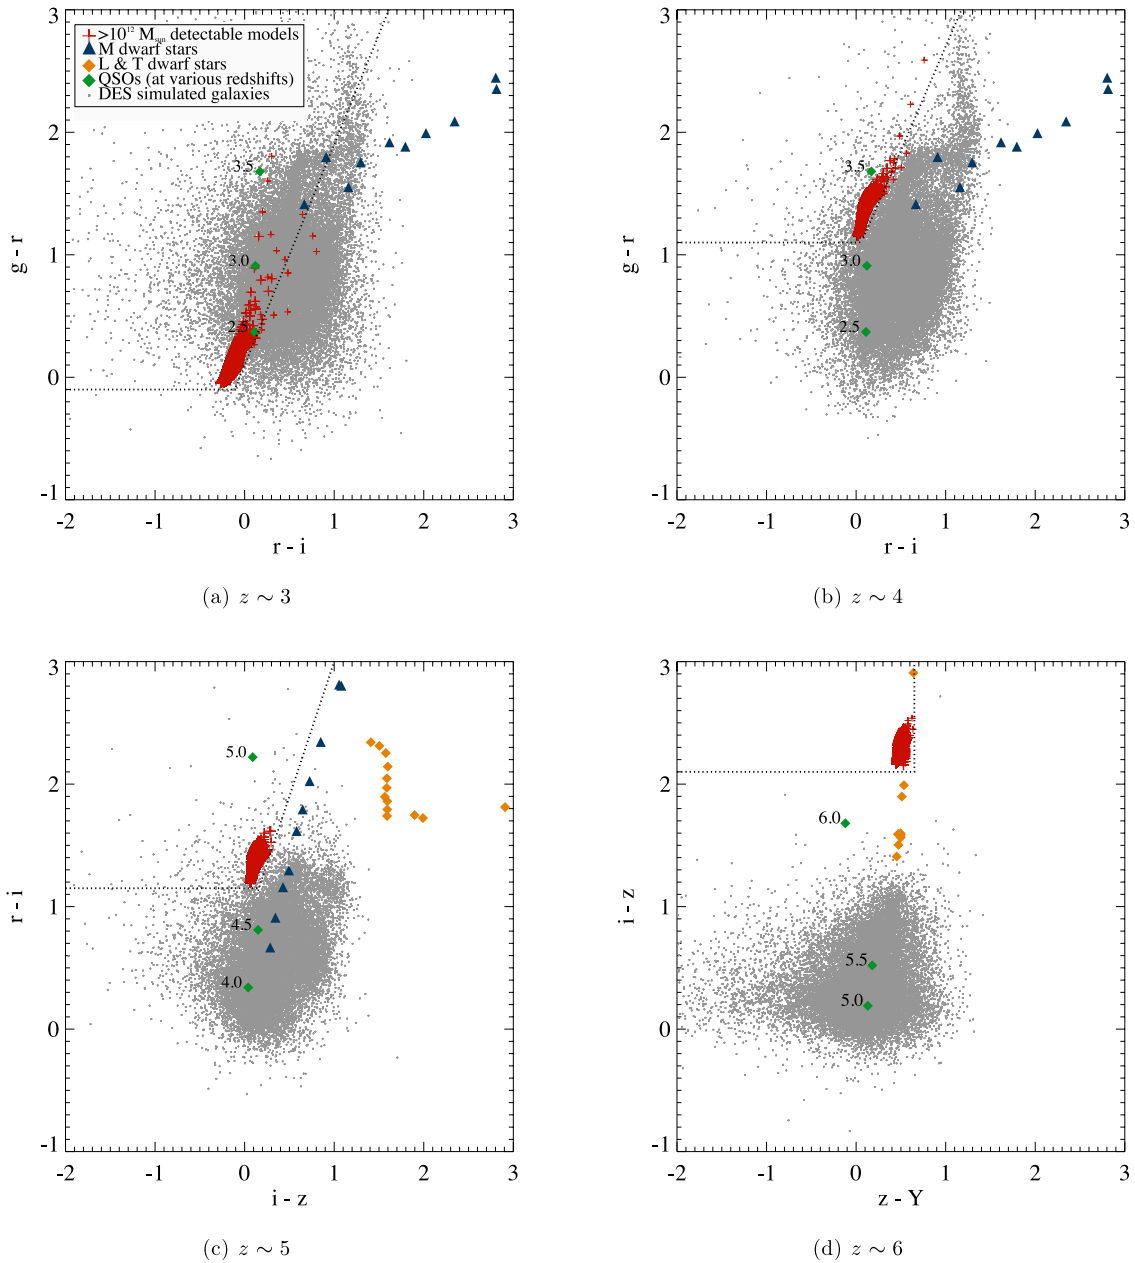 3
2
1
0
-1
g - r
>10¹² Mₛᵤₙ detectable models
M dwarf stars
L & T dwarf stars
QSOs (at various redshifts)
DES simulated galaxies
3.5
3.0
2.5
-2 -1 0 1 2 3
r - i
(a) z ∼ 3
3
2
1
0
-1
g - r
3.5
3.0
2.5
-2 -1 0 1 2 3
r - i
(b) z ∼ 4
3
2
1
0
-1
r - i
5.0
4.5
4.0
-2 -1 0 1 2 3
i - z
(c) z ∼ 5
3
2
1
0
-1
i - z
6.0
5.5
5.0
-2 -1 0 1 2 3
z - Y
(d) z ∼ 6